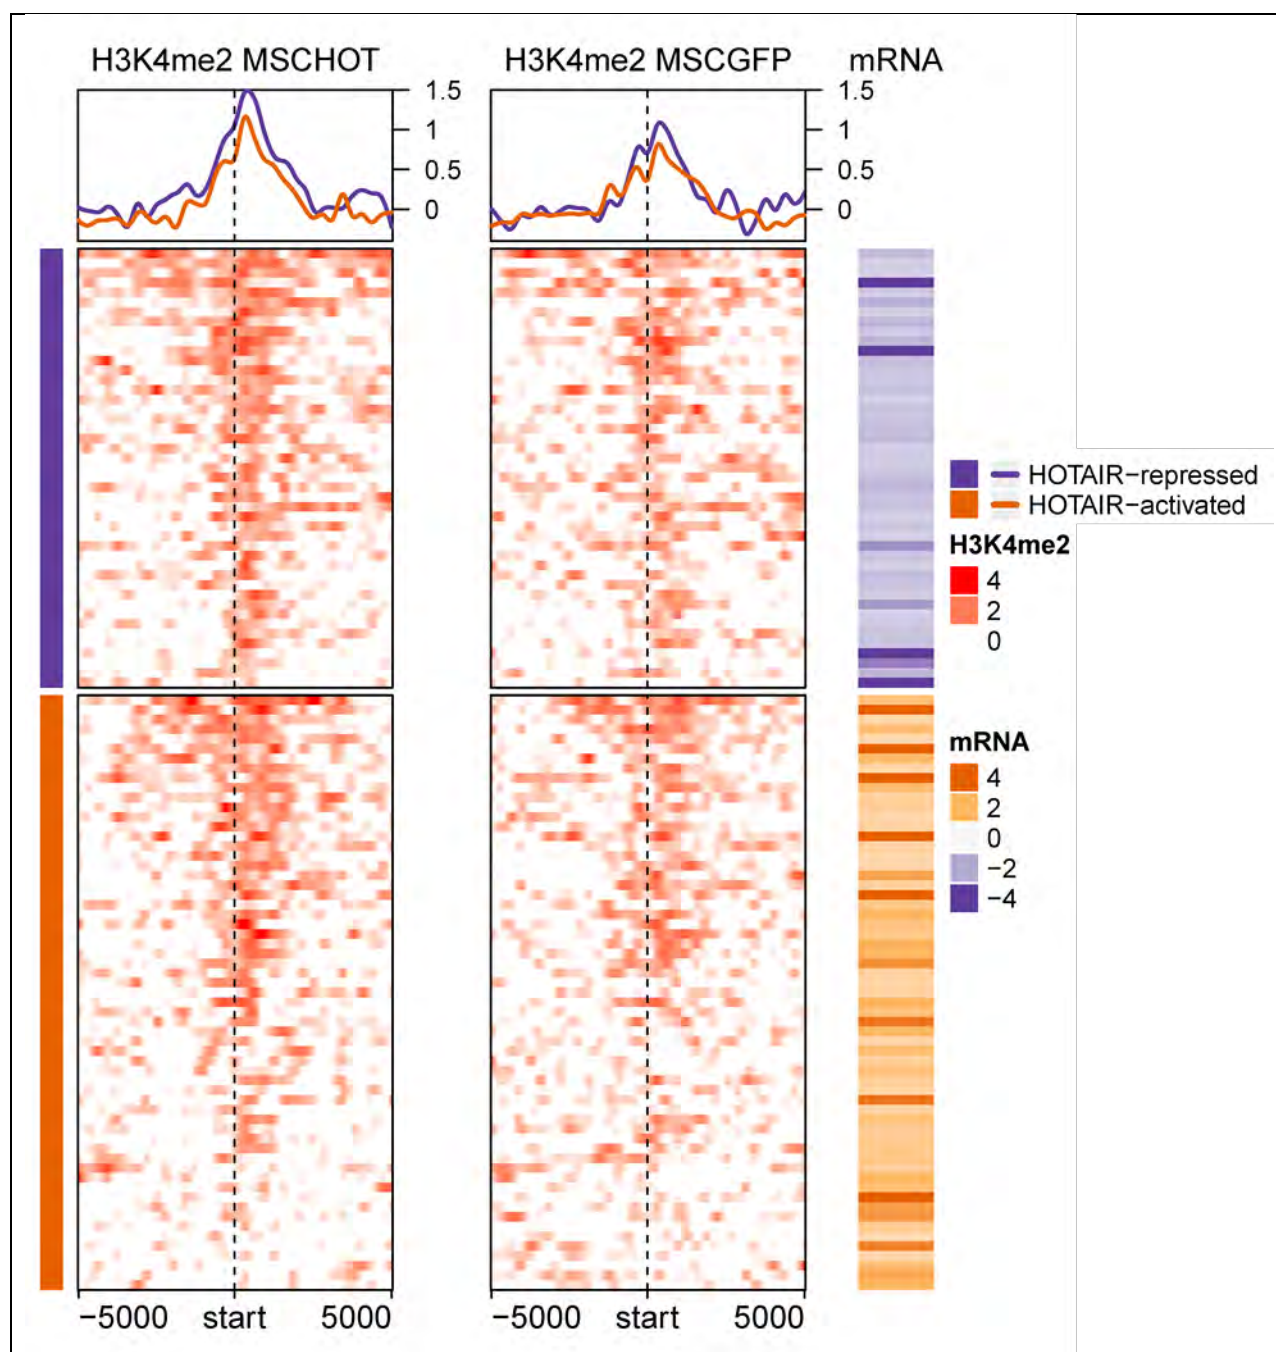 H3K4me2 MSCHOT
H3K4me2 MSCGFP
mRNA
1.5
1
0.5
0
1.5
1
0.5
0
HOTAIR−repressed
HOTAIR−activated
H3K4me2
4
2
0
mRNA
4
2
0
−2
−4
−5000 start 5000
−5000 start 5000